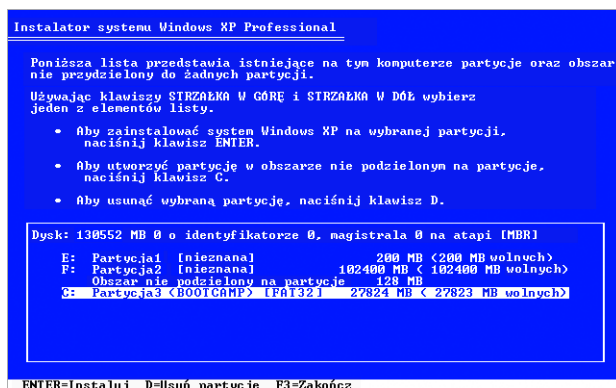 Instalator systemu Windows XP Professional
Poniższa lista przedstawia istniejące na tym komputerze partycje oraz obszar
nie przydzielony do żadnych partycji.
Używając klawiszy STRZAŁKA W GÓRĘ i STRZAŁKA W DÓŁ wybierz
jeden z elementów listy.
• Aby zainstalować system Windows XP na wybranej partycji,
naciśnij klawisz ENTER.
• Aby utworzyć partycję w obszarze nie podzielonym na partycje,
naciśnij klawisz C.
• Aby usunąć wybraną partycję, naciśnij klawisz D.
Dysk: 130552 MB 0 o identyfikatorze 0, magistrala 0 na atapi [MBR]
E: Partycja1 [nieznana] 200 MB (200 MB wolnych)
F: Partycja2 [nieznana] 102400 MB ( 102400 MB wolnych)
Obszar nie podzielony na partycje 128 MB
C: Partycja3 (BOOTCAMP) [FAT32] 27824 MB ( 27823 MB wolnych)
ENTER=Instaluj D=Usuń partycję F3=Zakończ